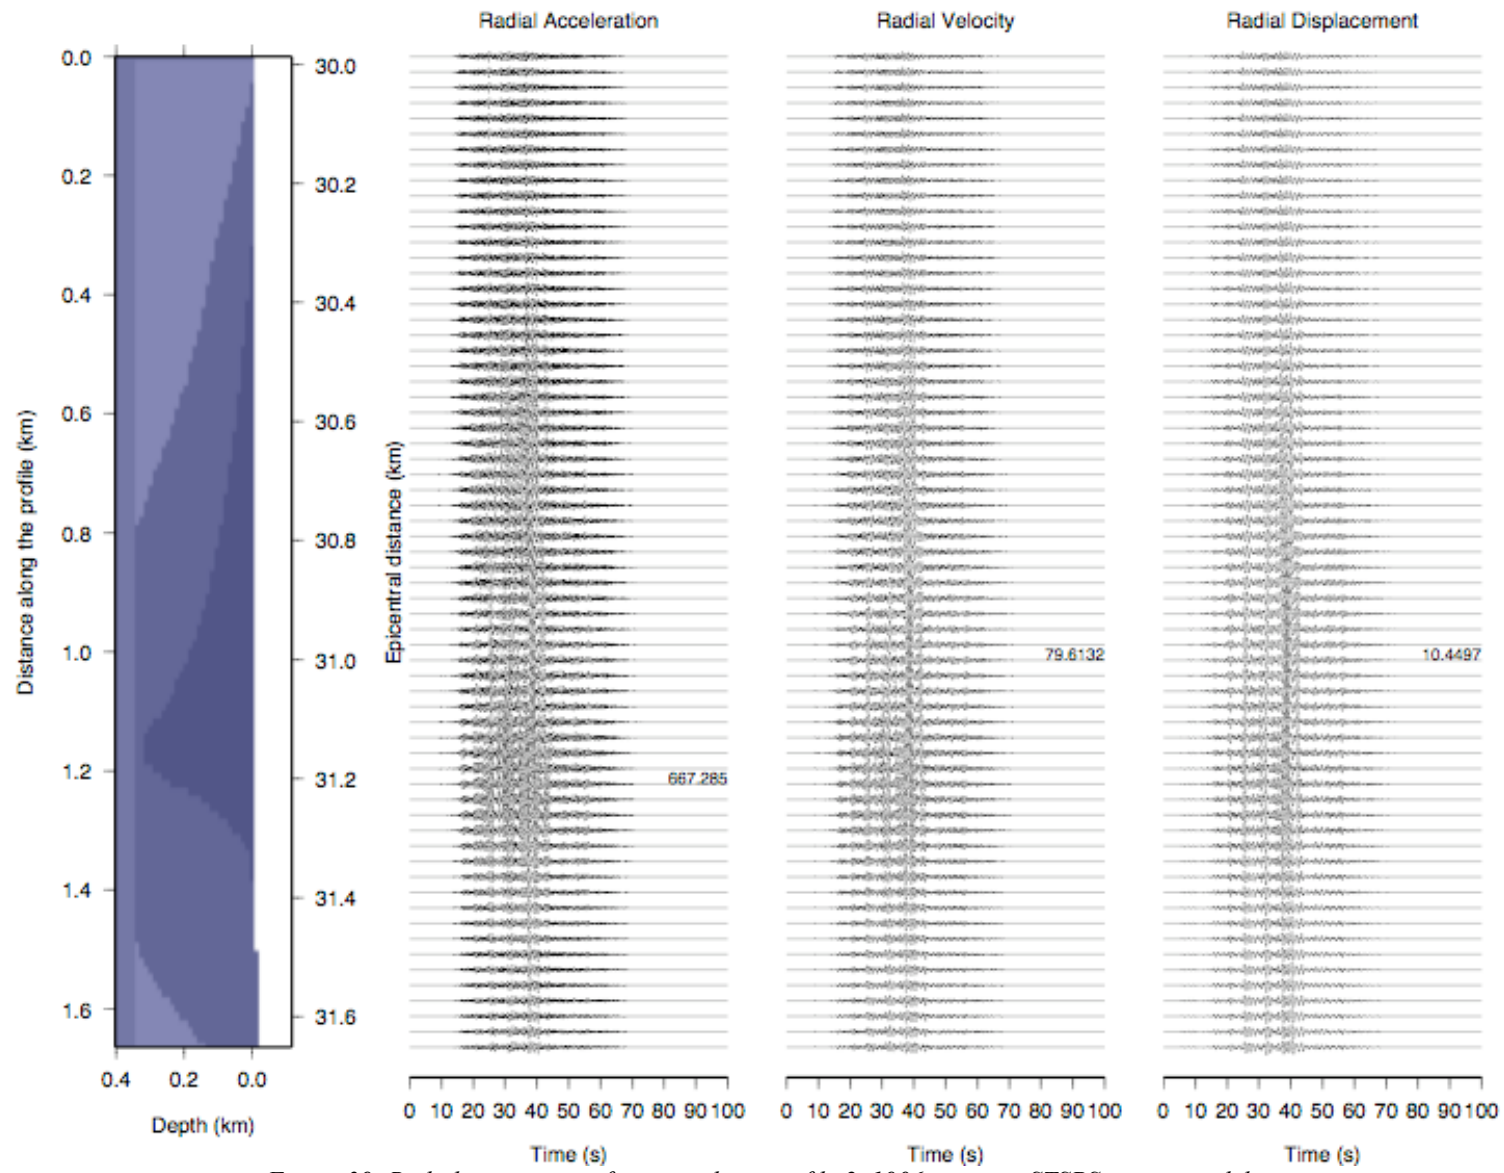 Radial Acceleration
Radial Velocity
Radial Displacement
Distance along the profile (km)
0.0
0.2
0.4
0.6
0.8
1.0
1.2
1.4
1.6
30.0
30.2
30.4
30.6
30.8
31.0
31.2
31.4
31.6
Epicentral distance (km)
667.285
79.6132
10.4497
0.4 0.2 0.0
Depth (km)
0 10 20 30 40 50 60 70 80 90 100
Time (s)
0 10 20 30 40 50 60 70 80 90 100
Time (s)
0 10 20 30 40 50 60 70 80 90 100
Time (s)